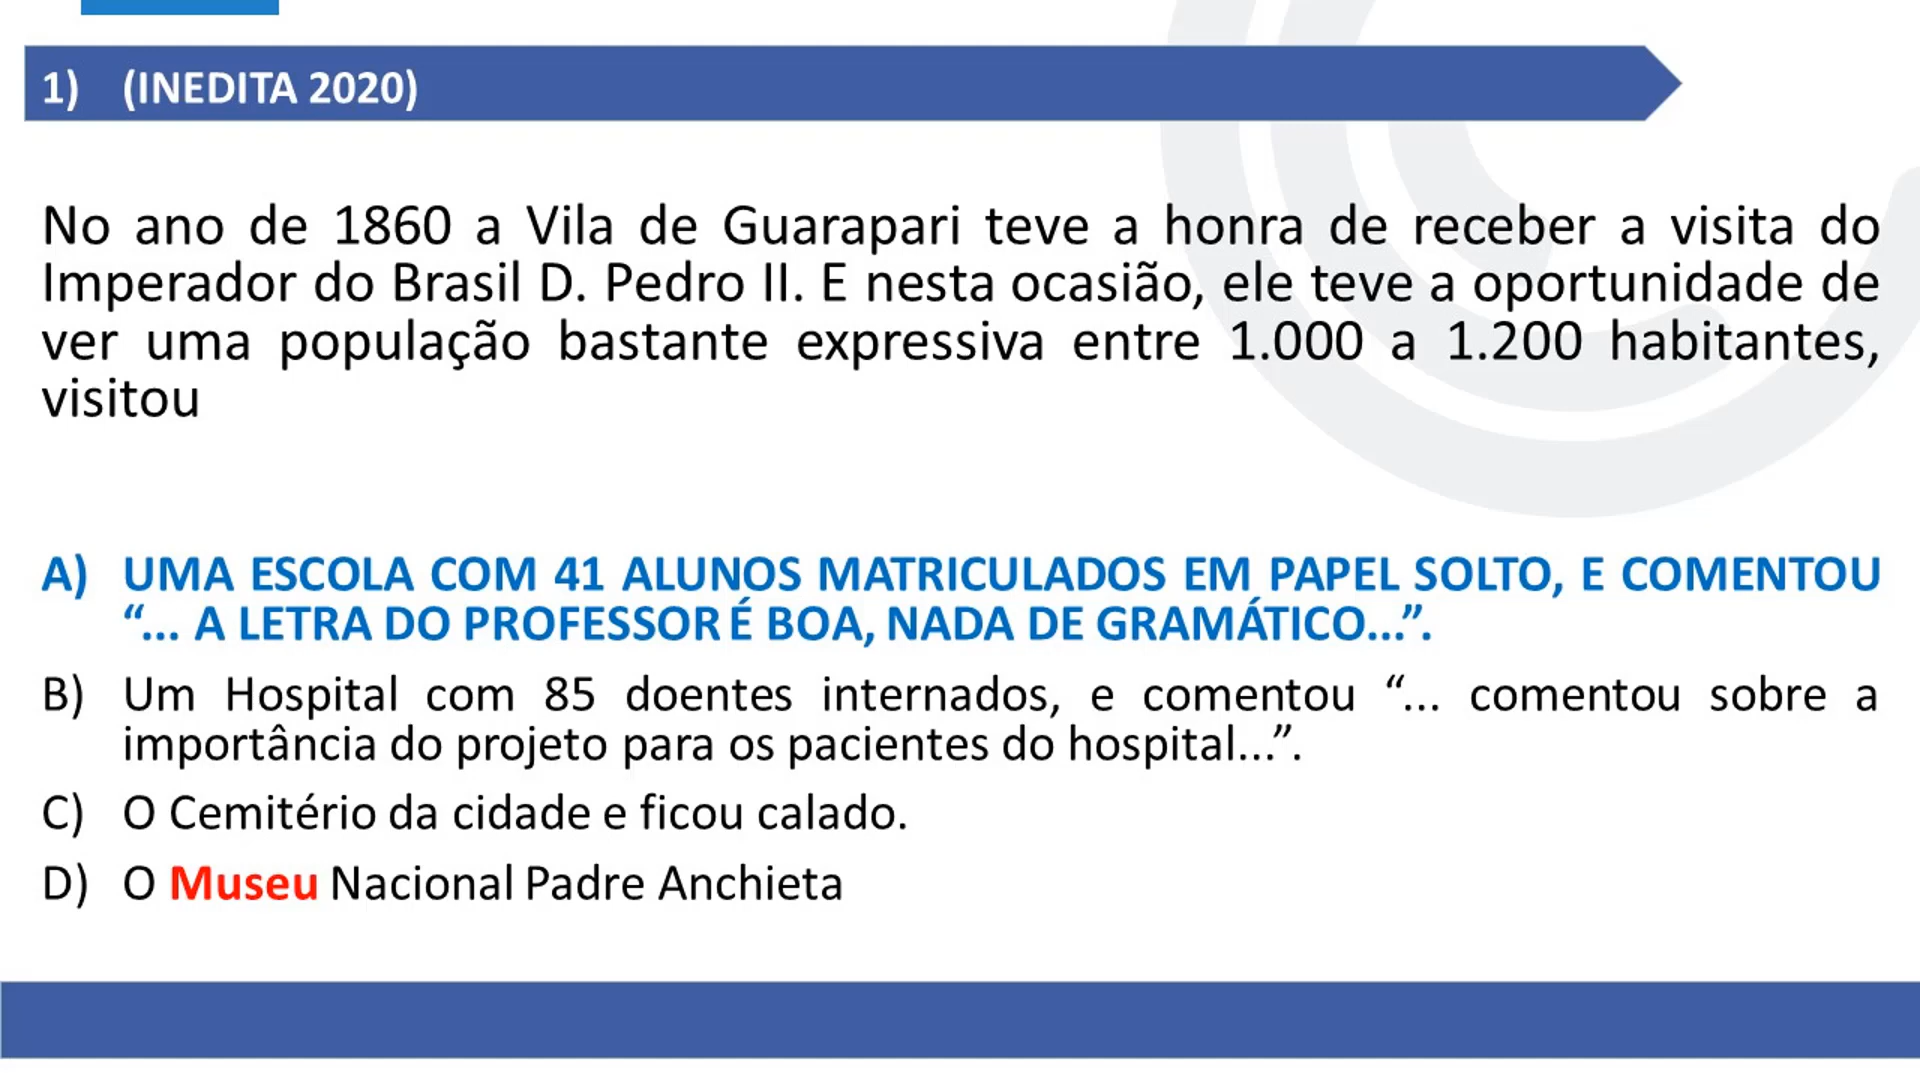 1) (INEDITA 2020)
No ano de 1860 a Vila de Guarapari teve a honra de receber a visita do
Imperador do Brasil D. Pedro II. E nesta ocasião, ele teve a oportunidade de
ver uma população bastante expressiva entre 1.000 a 1.200 habitantes,
visitou
A) UMA ESCOLA COM 41 ALUNOS MATRICULADOS EM PAPEL SOLTO, E COMENTOU
“... A LETRA DO PROFESSOR É BOA, NADA DE GRAMÁTICO...”.
B) Um Hospital com 85 doentes internados, e comentou “... comentou sobre a
importância do projeto para os pacientes do hospital...”.
C) O Cemitério da cidade e ficou calado.
D) O Museu Nacional Padre Anchieta